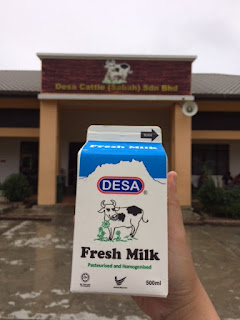 Desa Cattle (Sabah) Sdn Bhd
Fresh Milk
DESA
Fresh Milk
Pasteurised and Homogenised
500ml